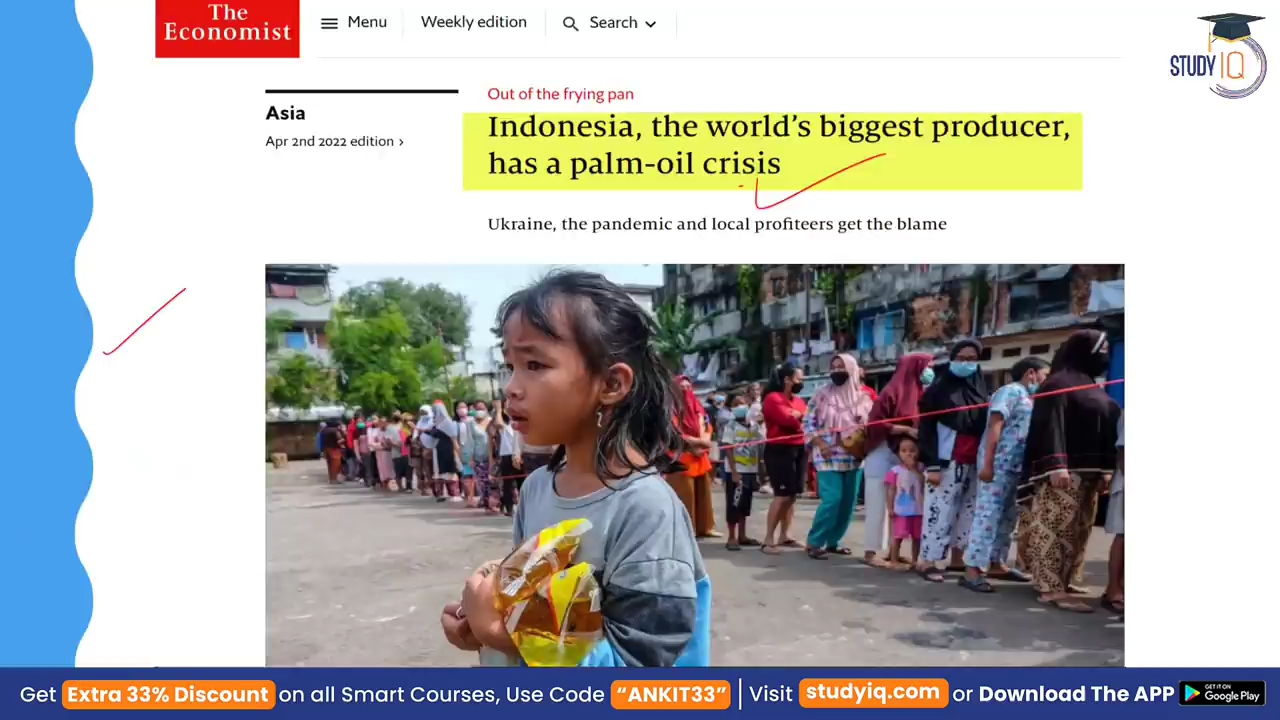 The
Economist
Menu
Weekly edition
Search
STUDY IQ
Asia
Apr 2nd 2022 edition >
Out of the frying pan
Indonesia, the world's biggest producer,
has a palm-oil crisis
Ukraine, the pandemic and local profiteers get the blame
Get Extra 33% Discount on all Smart Courses, Use Code "ANKIT33" Visit studyiq.com or Download The APP GET IT ON Google Play